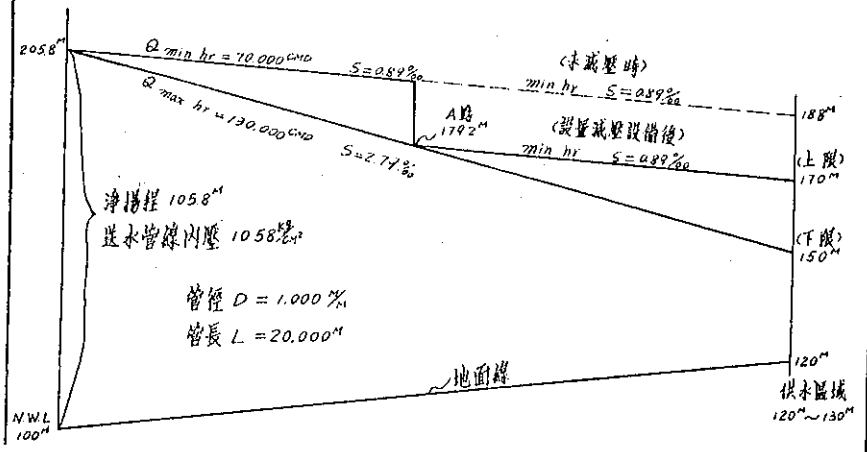 205.8ᴹ
Q min hr = 70.000 CMD
S=0.89‰
(未減壓時)
min hr S=0.89‰
188ᴹ
Q max hr = 130.000 CMD
S=2.79‰
A點
179.2ᴹ
(設置減壓設備後)
min hr S=0.89‰
(上限)
170ᴹ
(下限)
150ᴹ
淨揚程 105.8ᴹ
送水管線內壓 10.58 kg/cm²
管徑 D = 1.000 ᴹ/ᴹ
管長 L = 20.000ᴹ
地面線
120ᴹ
供水區域
120ᴹ~130ᴹ
N.W.L
100ᴹ